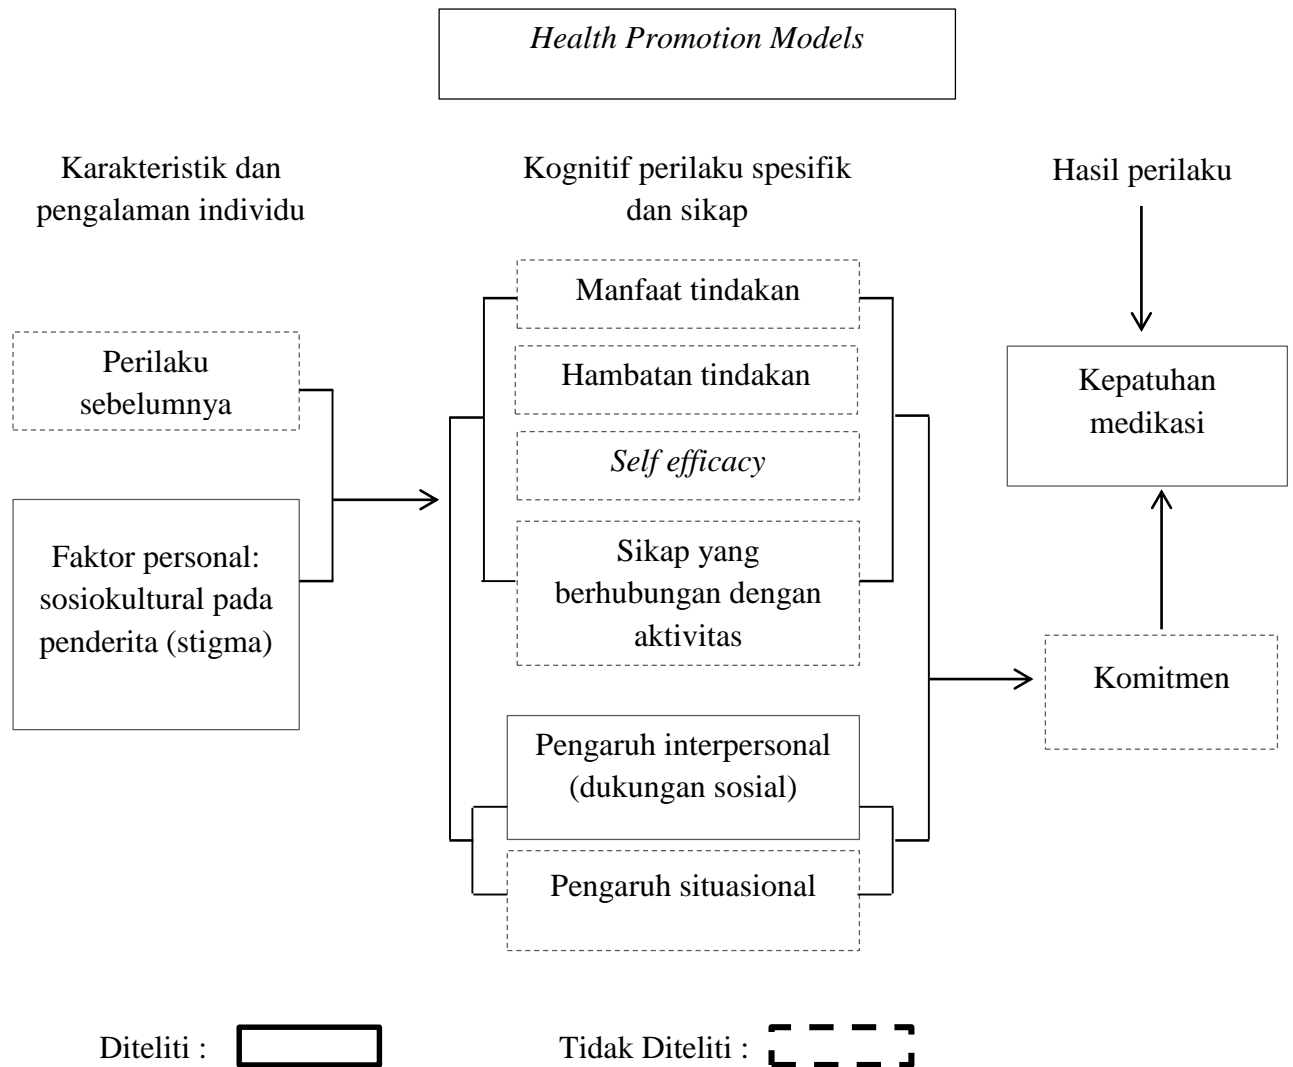 Health Promotion Models
Karakteristik dan
pengalaman individu
Kognitif perilaku spesifik
dan sikap
Hasil perilaku
Perilaku
sebelumnya
Faktor personal:
sosiokultural pada
penderita (stigma)
Manfaat tindakan
Hambatan tindakan
Self efficacy
Sikap yang
berhubungan dengan
aktivitas
Pengaruh interpersonal
(dukungan sosial)
Pengaruh situasional
Kepatuhan
medikasi
Komitmen
Diteliti :
Tidak Diteliti :